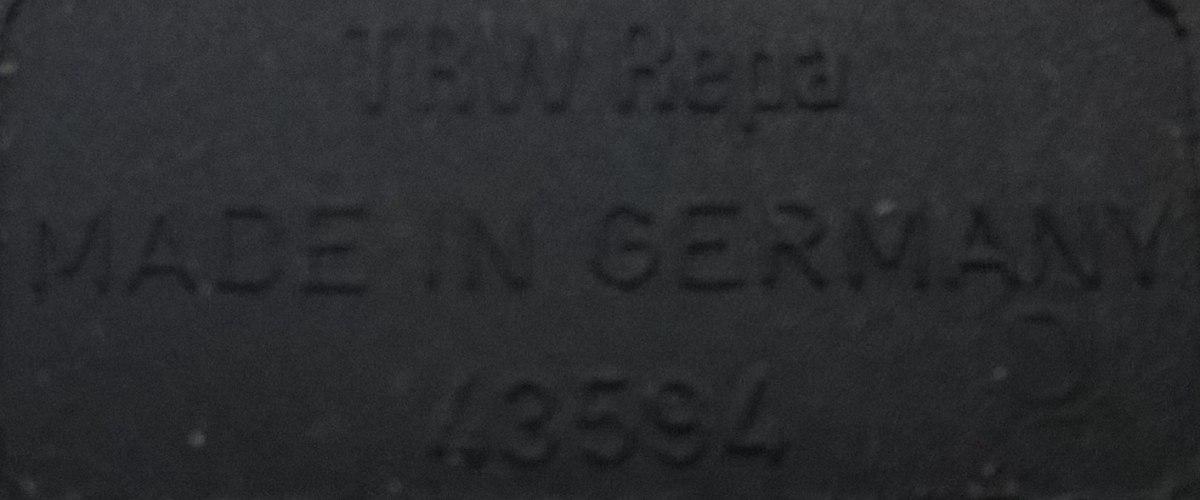 TRW Repa
MADE IN GERMANY
43594